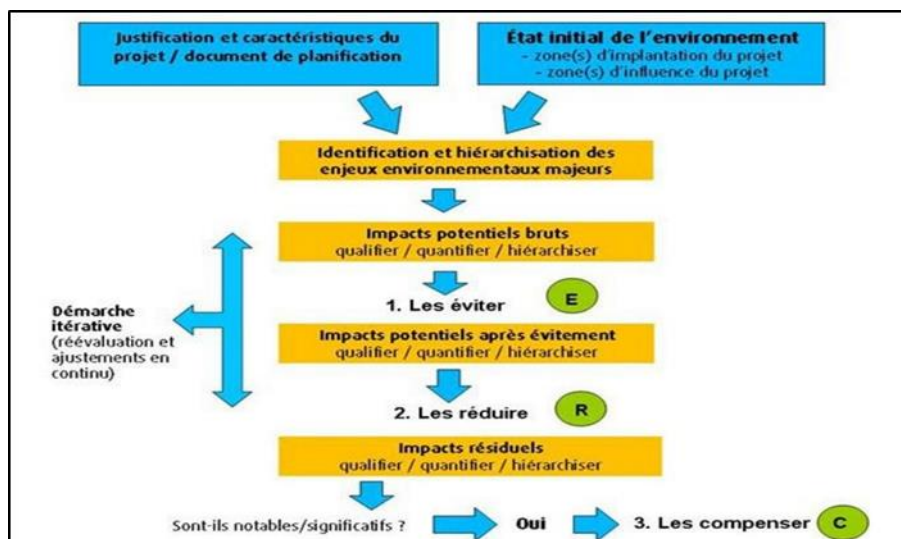 Justification et caractéristiques du
projet / document de planification
État initial de l'environnement
- zone(s) d'implantation du projet
- zone(s) d'influence du projet
Identification et hiérarchisation des
enjeux environnementaux majeurs
Impacts potentiels bruts
qualifier / quantifier / hiérarchiser
1. Les éviter
E
Démarche
itérative
(réévaluation et
ajustements en
continu)
Impacts potentiels après évitement
qualifier / quantifier / hiérarchiser
2. Les réduire
R
Impacts résiduels
qualifier / quantifier / hiérarchiser
Sont-ils notables/significatifs ?
Oui
3. Les compenser
C